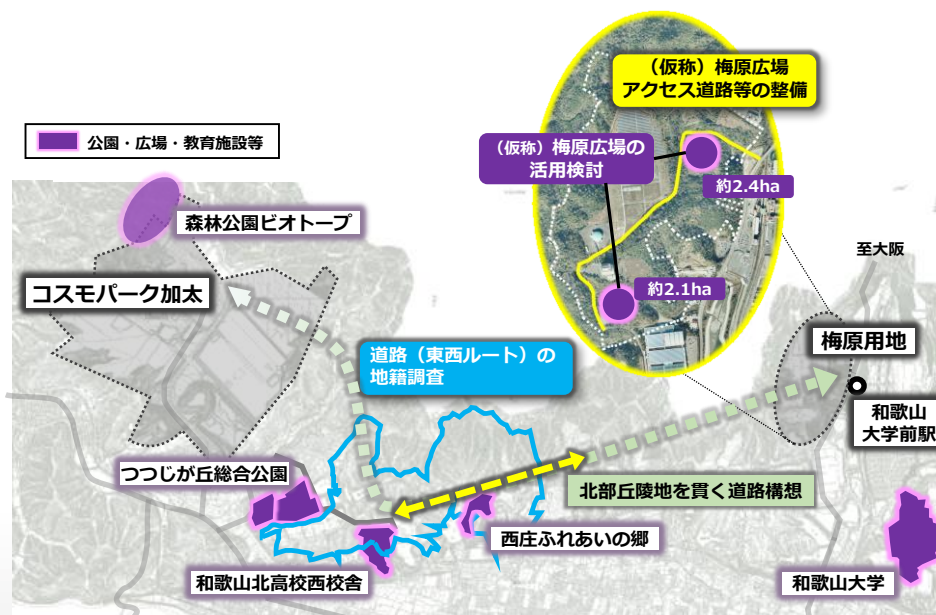 (仮称)梅原広場
アクセス道路等の整備
公園・広場・教育施設等
(仮称)梅原広場の
活用検討
約2.4ha
森林公園ビオトープ
至大阪
コスモパーク加太
約2.1ha
梅原用地
道路(東西ルート)の
地籍調査
和歌山
大学前駅
つつじが丘総合公園
北部丘陵地を貫く道路構想
西庄ふれあいの郷
和歌山北高校西校舎
和歌山大学